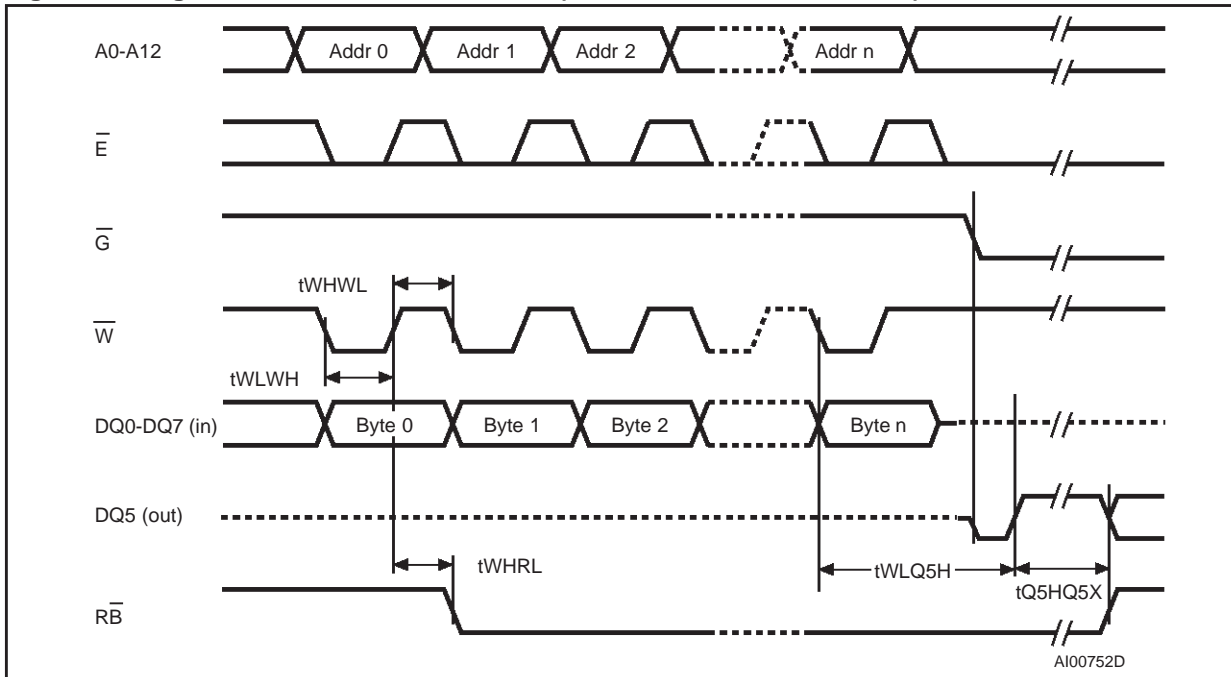 A0-A12
Addr 0
Addr 1
Addr 2
Addr n
E̅
G̅
tWHWL
W̅
tWLWH
DQ0-DQ7 (in)
Byte 0
Byte 1
Byte 2
Byte n
DQ5 (out)
tWHRL
tWLQ5H
tQ5HQ5X
RB̅
AI00752D